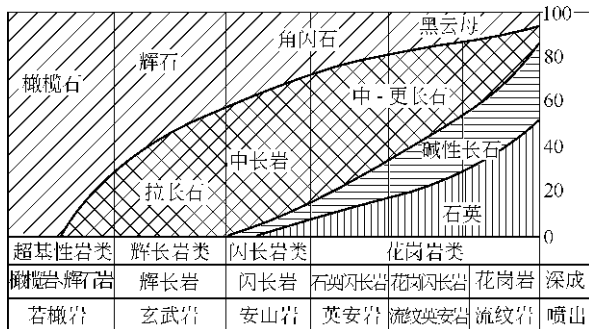 100
黑云母
角闪石
80
辉石
橄榄石
中-更长石
60
碱性长石
40
中长岩
拉长石
20
石英
0
超基性岩类 辉长岩类 闪长岩类 花岗岩类
橄榄岩·辉石岩 辉长岩 闪长岩 石英闪长岩 花岗闪长岩 花岗岩 深成
若橄岩 玄武岩 安山岩 英安岩 流纹英安岩 流纹岩 喷出